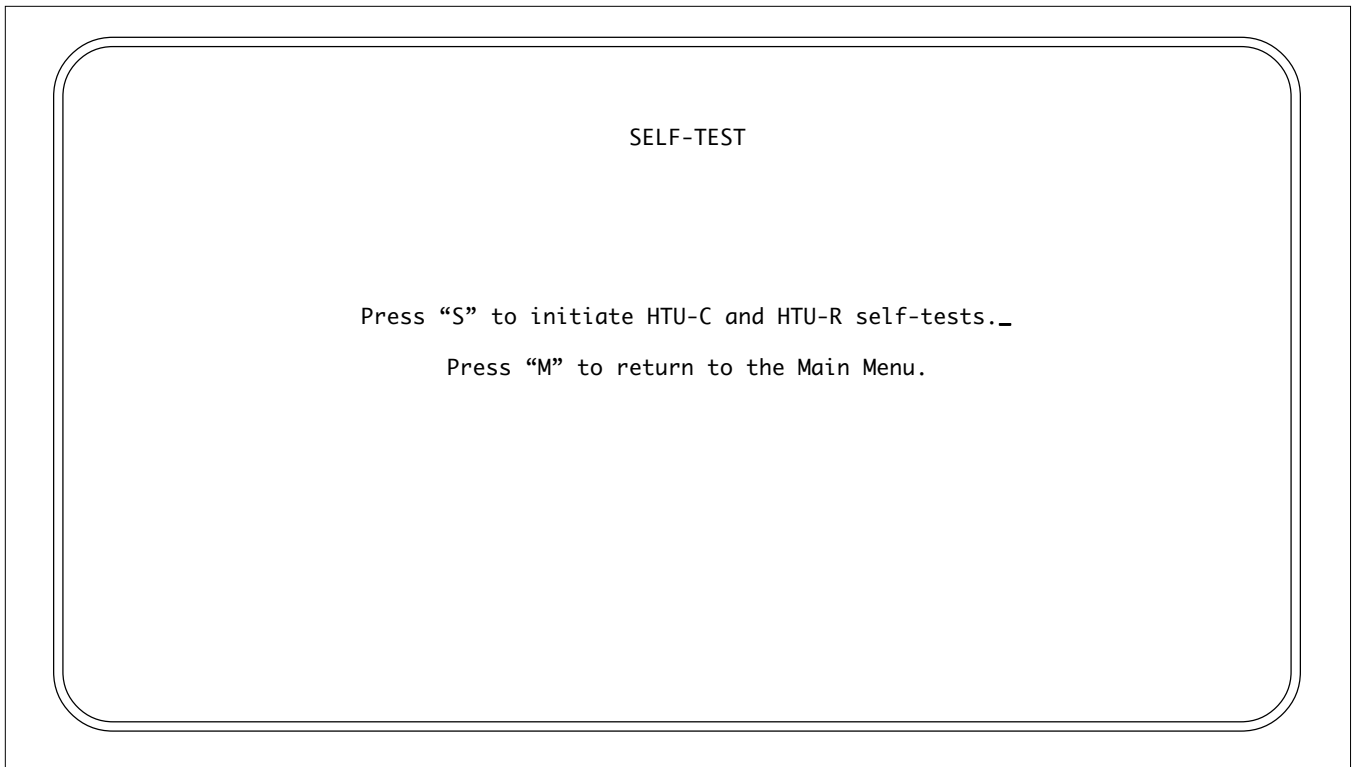 SELF-TEST
Press “S” to initiate HTU-C and HTU-R self-tests._
Press “M” to return to the Main Menu.